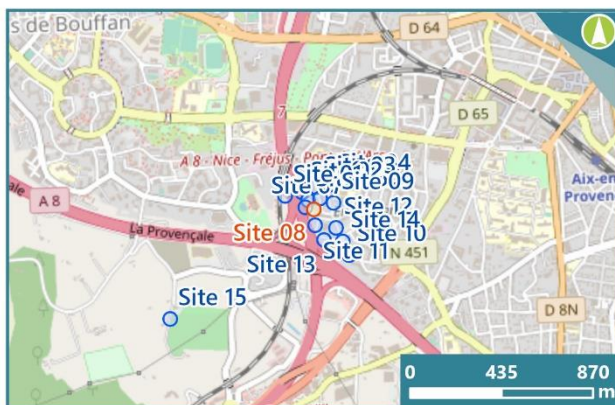 s de Bouffan
D 64
7
D 65
A 8 - Nice - Fréjus - Po
Site 09
Aix-en
Proven
A 8
La Provençale
Site 12
Site 14
Site 08
Site 10
Site 11
N 451
Site 13
Site 15
D 8N
0 435 870
m